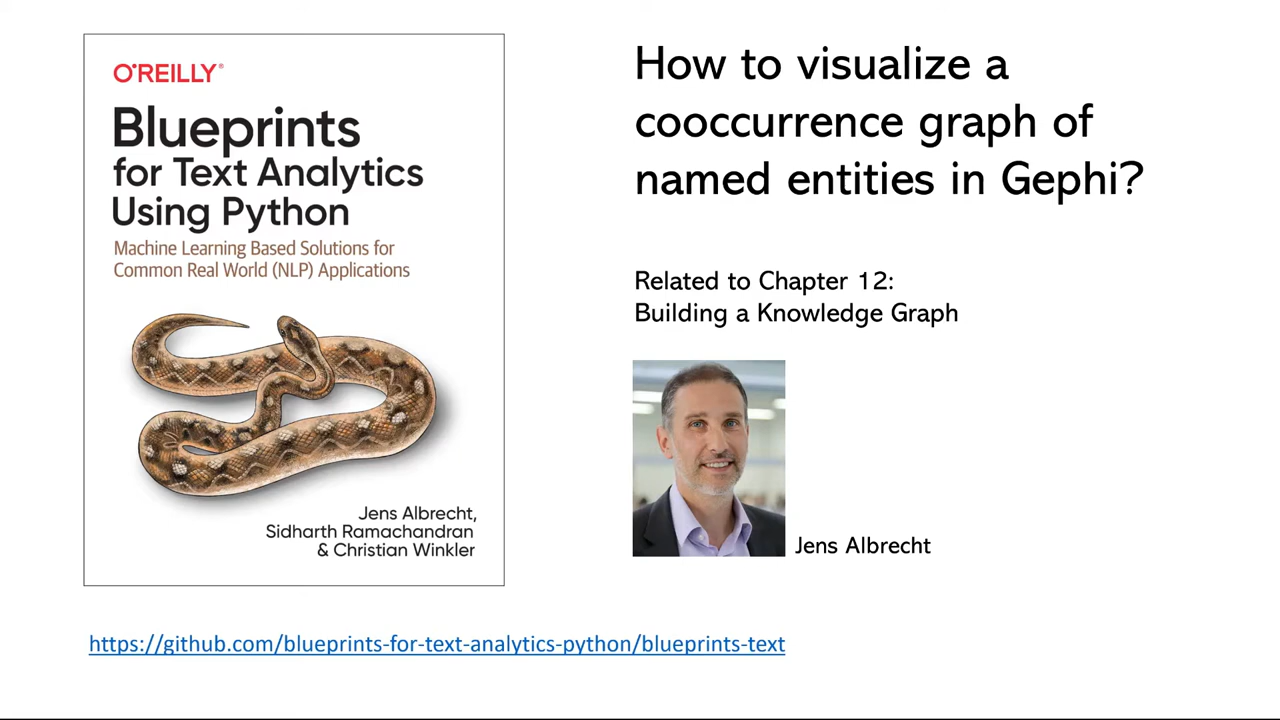 O'REILLY®
Blueprints
for Text Analytics
Using Python
Machine Learning Based Solutions for
Common Real World (NLP) Applications
Jens Albrecht,
Sidharth Ramachandran
& Christian Winkler
How to visualize a
cooccurrence graph of
named entities in Gephi?
Related to Chapter 12:
Building a Knowledge Graph
Jens Albrecht
https://github.com/blueprints-for-text-analytics-python/blueprints-text